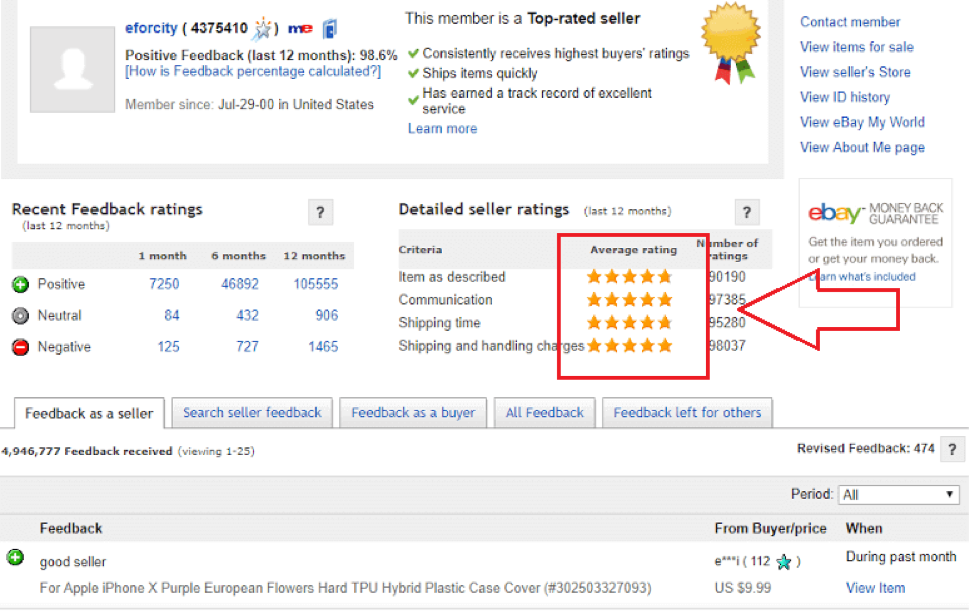 eforcity ( 4375410 ) me
Positive Feedback (last 12 months): 98.6%
[How is Feedback percentage calculated?]
Member since: Jul-29-00 in United States
This member is a Top-rated seller
Consistently receives highest buyers' ratings
Ships items quickly
Has earned a track record of excellent
service
Learn more
Contact member
View items for sale
View seller's Store
View ID history
View eBay My World
View About Me page
ebay MONEY BACK
GUARANTEE
Get the item you ordered
or get your money back.
Learn what's included
Recent Feedback ratings
(last 12 months)
?
1 month 6 months 12 months
Positive 7250 46892 105555
Neutral 84 432 906
Negative 125 727 1465
Detailed seller ratings (last 12 months) ?
Criteria Average rating Number of
ratings
Item as described 90190
Communication 97385
Shipping time 95280
Shipping and handling charges 98037
Feedback as a seller Search seller feedback Feedback as a buyer All Feedback Feedback left for others
4,946,777 Feedback received (viewing 1-25) Revised Feedback: 474 ?
Period: All
Feedback From Buyer/price When
good seller e***i ( 112 ) During past month
For Apple iPhone X Purple European Flowers Hard TPU Hybrid Plastic Case Cover (#302503327093) US $9.99 View Item